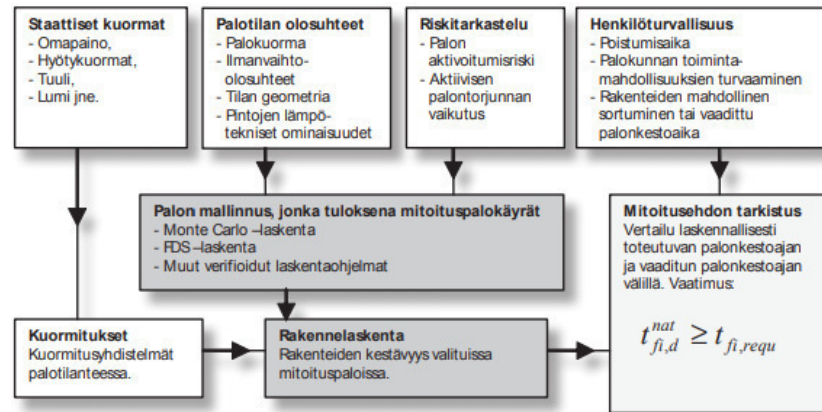 Staattiset kuormat
- Omapaino,
- Hyötykuormat,
- Tuuli,
- Lumi jne.
Palotilan olosuhteet
- Palokuorma
- Ilmanvaihto-
olosuhteet
- Tilan geometria
- Pintojen lämpö-
tekniset ominaisuudet
Riskitarkastelu
- Palon
aktivoitumisriski
- Aktiivisen
palontorjunnan
vaikutus
Henkilöturvallisuus
- Poistumisaika
- Palokunnan toiminta-
mahdollisuuksien turvaaminen
- Rakenteiden mahdollinen
sortuminen tai vaadittu
palonkestoaika
Palon mallinnus, jonka tuloksena mitoituspalokäyrät
- Monte Carlo –laskenta
- FDS –laskenta
- Muut verifioidut laskentaohjelmat
Mitoitusehdon tarkistus
Vertailu laskennallisesti
toteutuvan palonkestoajan
ja vaaditun palonkestoajan
välillä. Vaatimus:
t^{nat}_{fi,d} ≥ t_{fi,requ}
Kuormitukset
Kuormitusyhdistelmät
palotilanteessa.
Rakennelaskenta
Rakenteiden kestävyys valituissa
mitoituspaloissa.